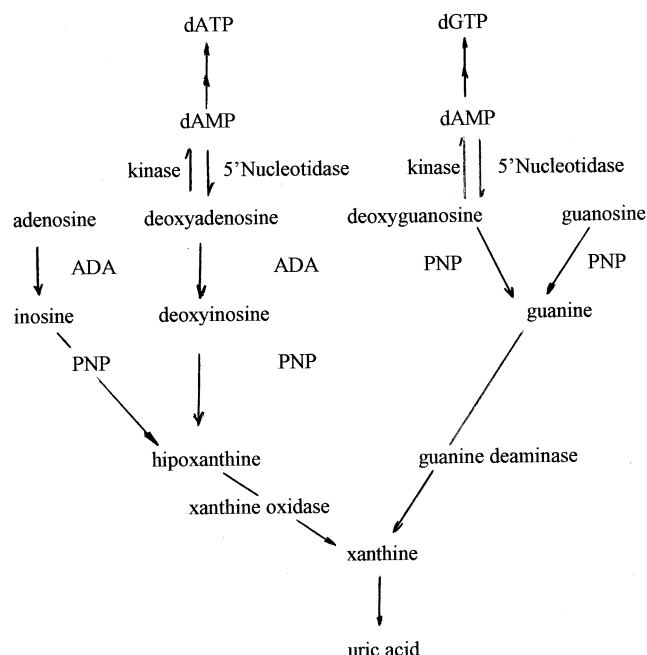 dATP dGTP
dAMP dAMP
kinase 5'Nucleotidase kinase 5'Nucleotidase
adenosine deoxyadenosine deoxyguanosine guanosine
ADA ADA PNP PNP
inosine deoxyinosine guanine
PNP PNP
hipoxanthine guanine deaminase
xanthine oxidase
xanthine
uric acid